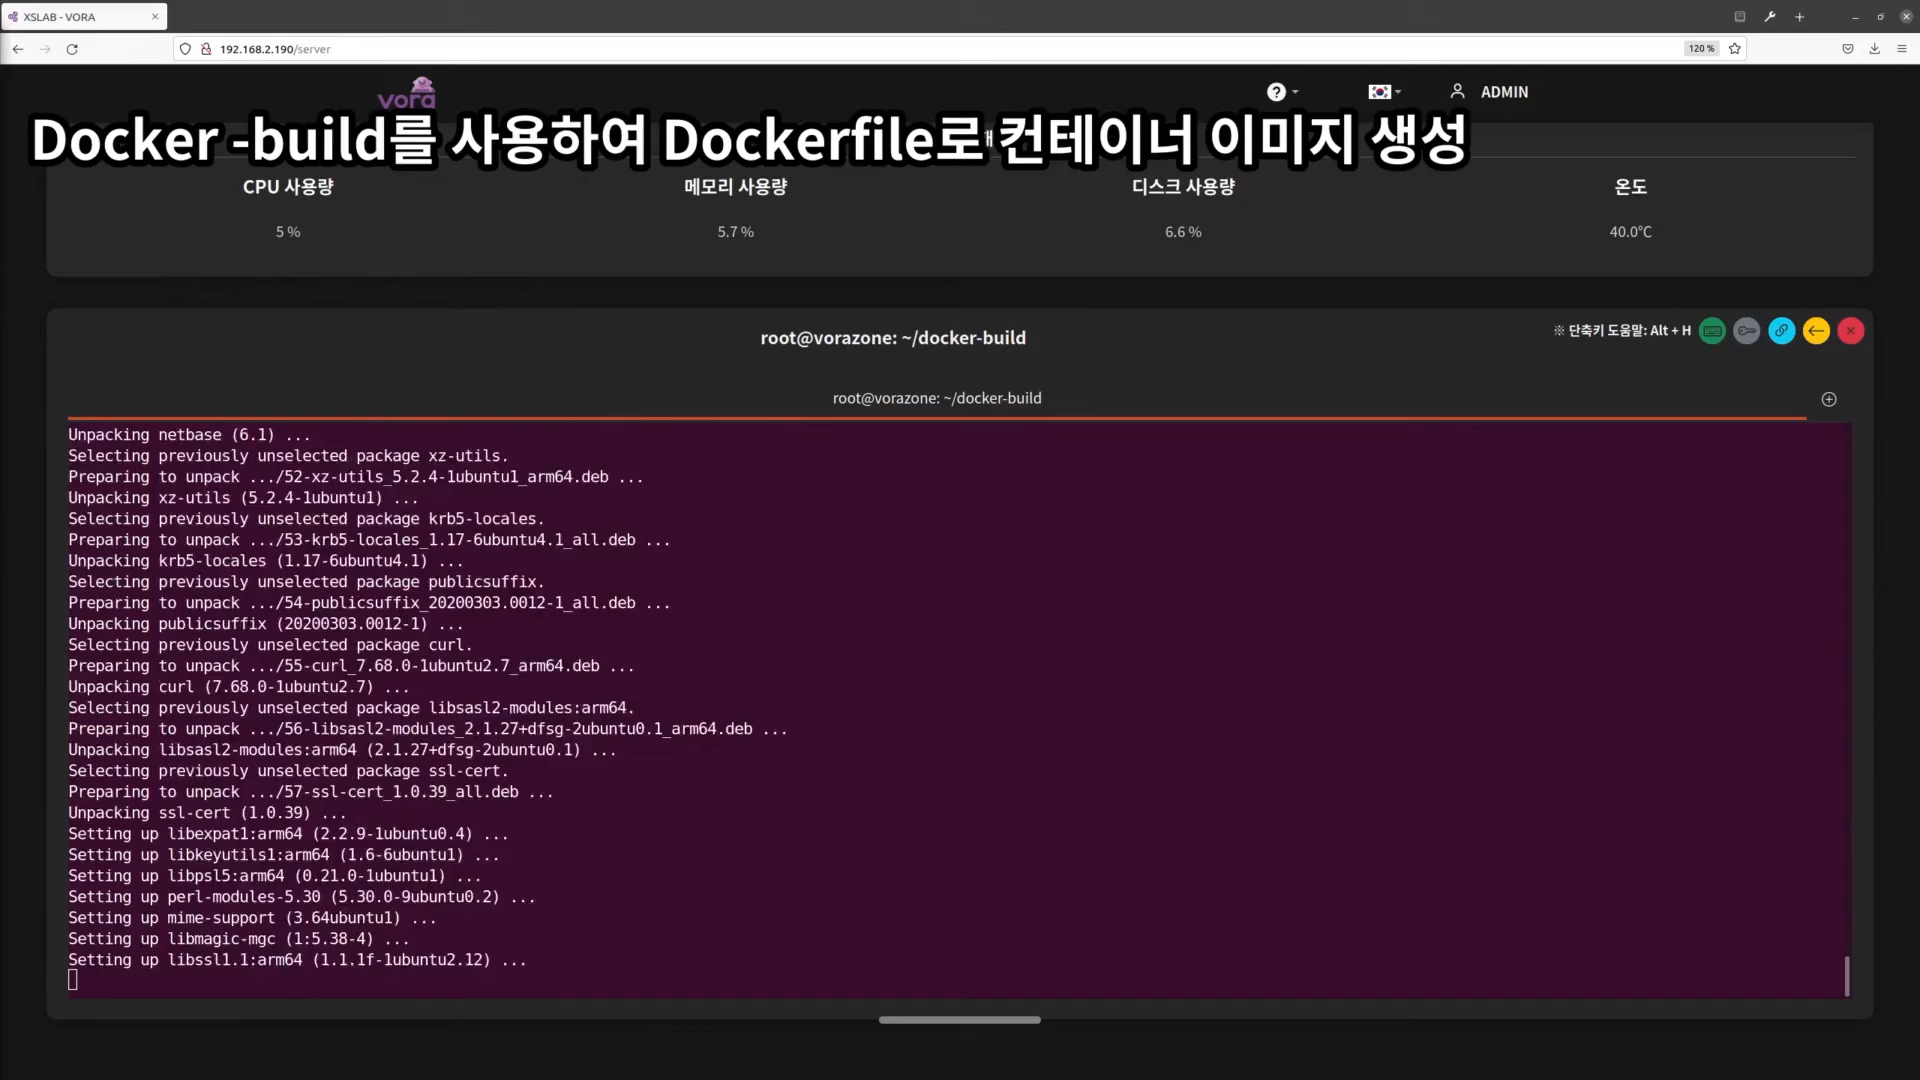 XSLAB - VORA
192.168.2.190/server
120 %
vora
ADMIN
Docker -build를 사용하여 Dockerfile로 컨테이너 이미지 생성
CPU 사용량
메모리 사용량
디스크 사용량
온도
5 %
5.7 %
6.6 %
40.0℃
root@vorazone: ~/docker-build
※ 단축키 도움말: Alt + H
root@vorazone: ~/docker-build
Unpacking netbase (6.1) ...
Selecting previously unselected package xz-utils.
Preparing to unpack .../52-xz-utils_5.2.4-1ubuntu1_arm64.deb ...
Unpacking xz-utils (5.2.4-1ubuntu1) ...
Selecting previously unselected package krb5-locales.
Preparing to unpack .../53-krb5-locales_1.17-6ubuntu4.1_all.deb ...
Unpacking krb5-locales (1.17-6ubuntu4.1) ...
Selecting previously unselected package publicsuffix.
Preparing to unpack .../54-publicsuffix_20200303.0012-1_all.deb ...
Unpacking publicsuffix (20200303.0012-1) ...
Selecting previously unselected package curl.
Preparing to unpack .../55-curl_7.68.0-1ubuntu2.7_arm64.deb ...
Unpacking curl (7.68.0-1ubuntu2.7) ...
Selecting previously unselected package libsasl2-modules:arm64.
Preparing to unpack .../56-libsasl2-modules_2.1.27+dfsg-2ubuntu0.1_arm64.deb ...
Unpacking libsasl2-modules:arm64 (2.1.27+dfsg-2ubuntu0.1) ...
Selecting previously unselected package ssl-cert.
Preparing to unpack .../57-ssl-cert_1.0.39_all.deb ...
Unpacking ssl-cert (1.0.39) ...
Setting up libexpat1:arm64 (2.2.9-1ubuntu0.4) ...
Setting up libkeyutils1:arm64 (1.6-6ubuntu1) ...
Setting up libpsl5:arm64 (0.21.0-1ubuntu1) ...
Setting up perl-modules-5.30 (5.30.0-9ubuntu0.2) ...
Setting up mime-support (3.64ubuntu1) ...
Setting up libmagic-mgc (1:5.38-4) ...
Setting up libssl1.1:arm64 (1.1.1f-1ubuntu2.12) ...